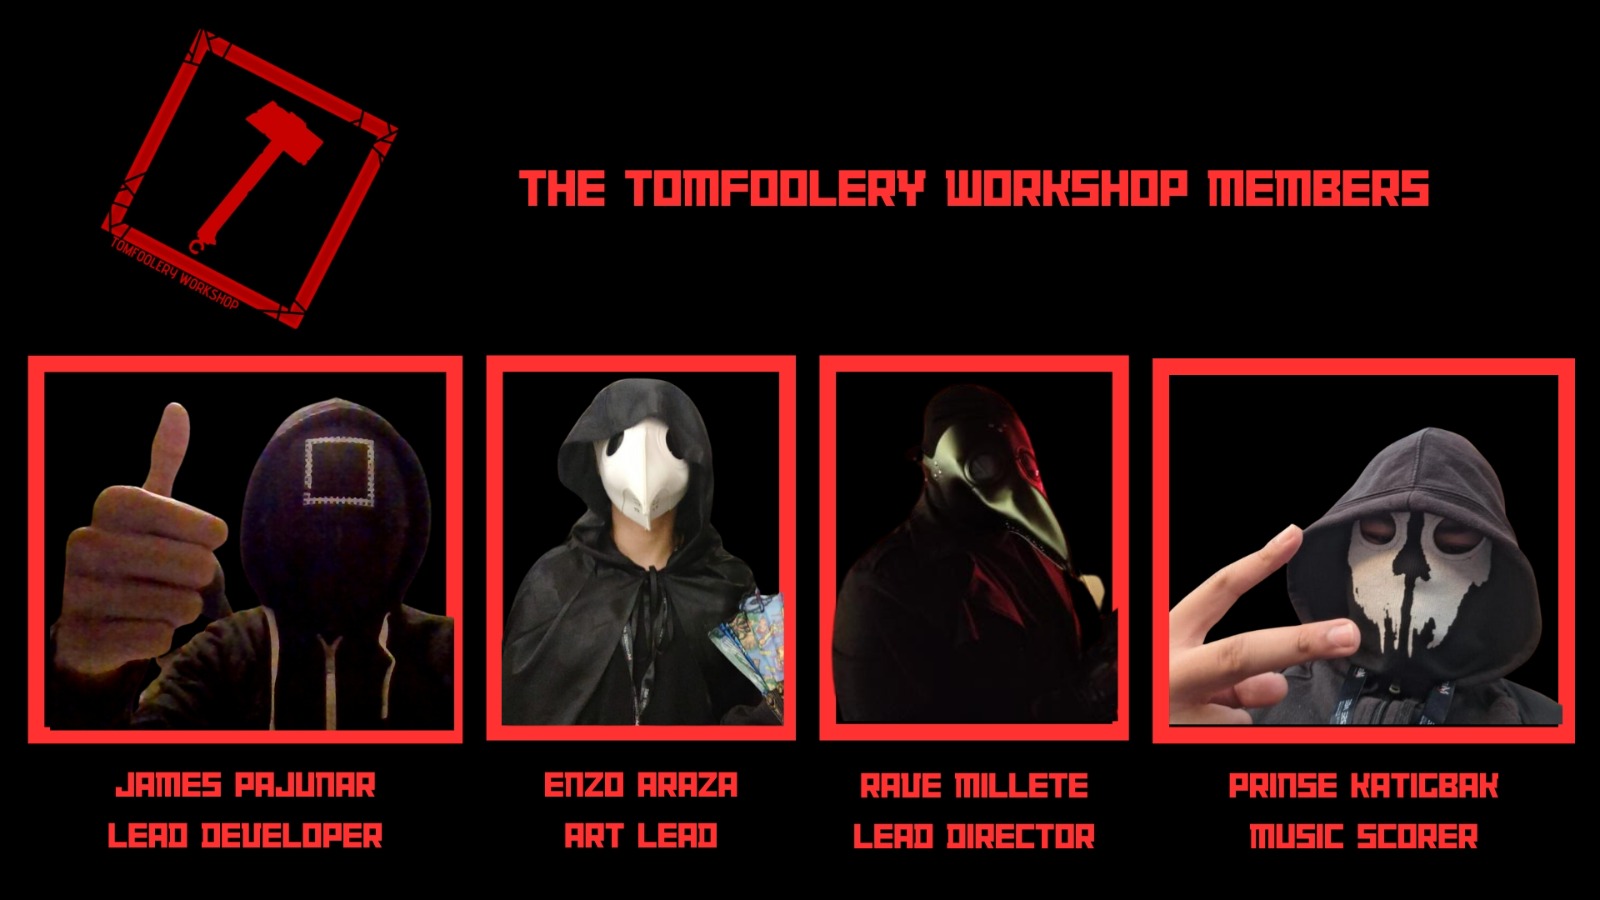 TOMFOOLERY WORKSHOP
THE TOMFOOLERY WORKSHOP MEMBERS
JAMES PAJUNAR
LEAD DEVELOPER
ENZO ARAZA
ART LEAD
RAVE MILLETE
LEAD DIRECTOR
PRINSE KATIGBAK
MUSIC SCORER